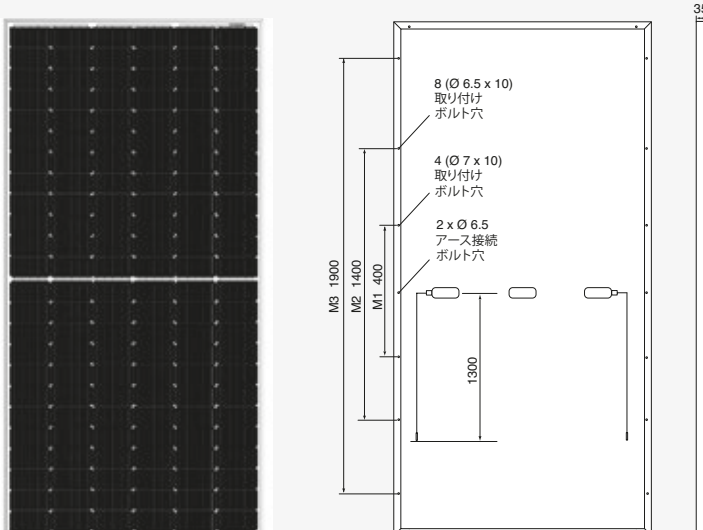 35
8 (Ø 6.5 x 10)
取り付け
ボルト穴
4 (Ø 7 x 10)
取り付け
ボルト穴
2 x Ø 6.5
アース接続
ボルト穴
M3 1900
M2 1400
M1 400
1300